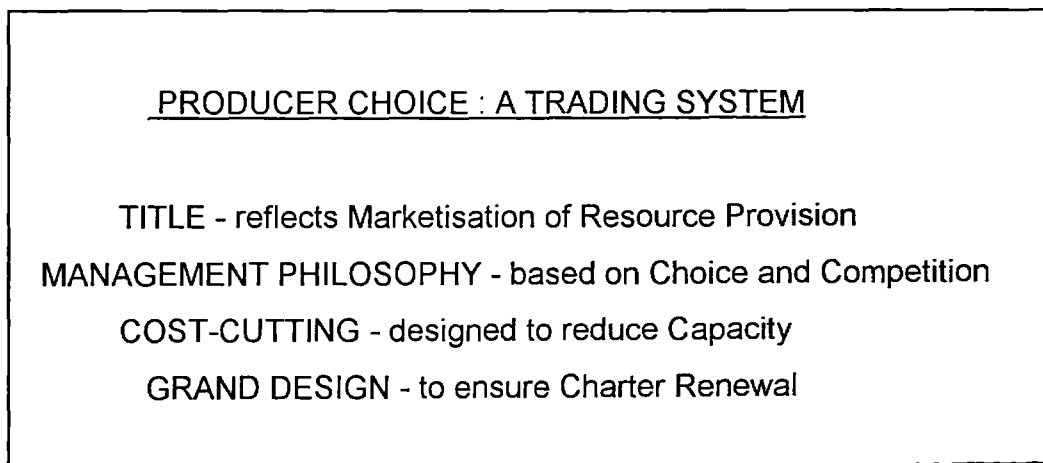 PRODUCER CHOICE : A TRADING SYSTEM
TITLE - reflects Marketisation of Resource Provision
MANAGEMENT PHILOSOPHY - based on Choice and Competition
COST-CUTTING - designed to reduce Capacity
GRAND DESIGN - to ensure Charter Renewal